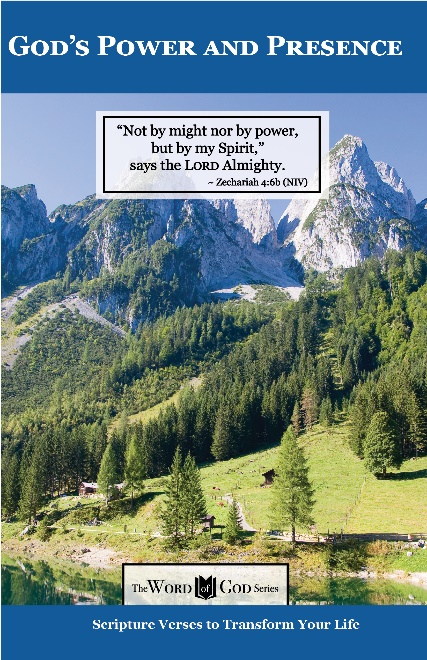 GOD'S POWER AND PRESENCE
“Not by might nor by power,
but by my Spirit,”
says the LORD Almighty.
~ Zechariah 4:6b (NIV)
The WORD of GOD Series
Scripture Verses to Transform Your Life